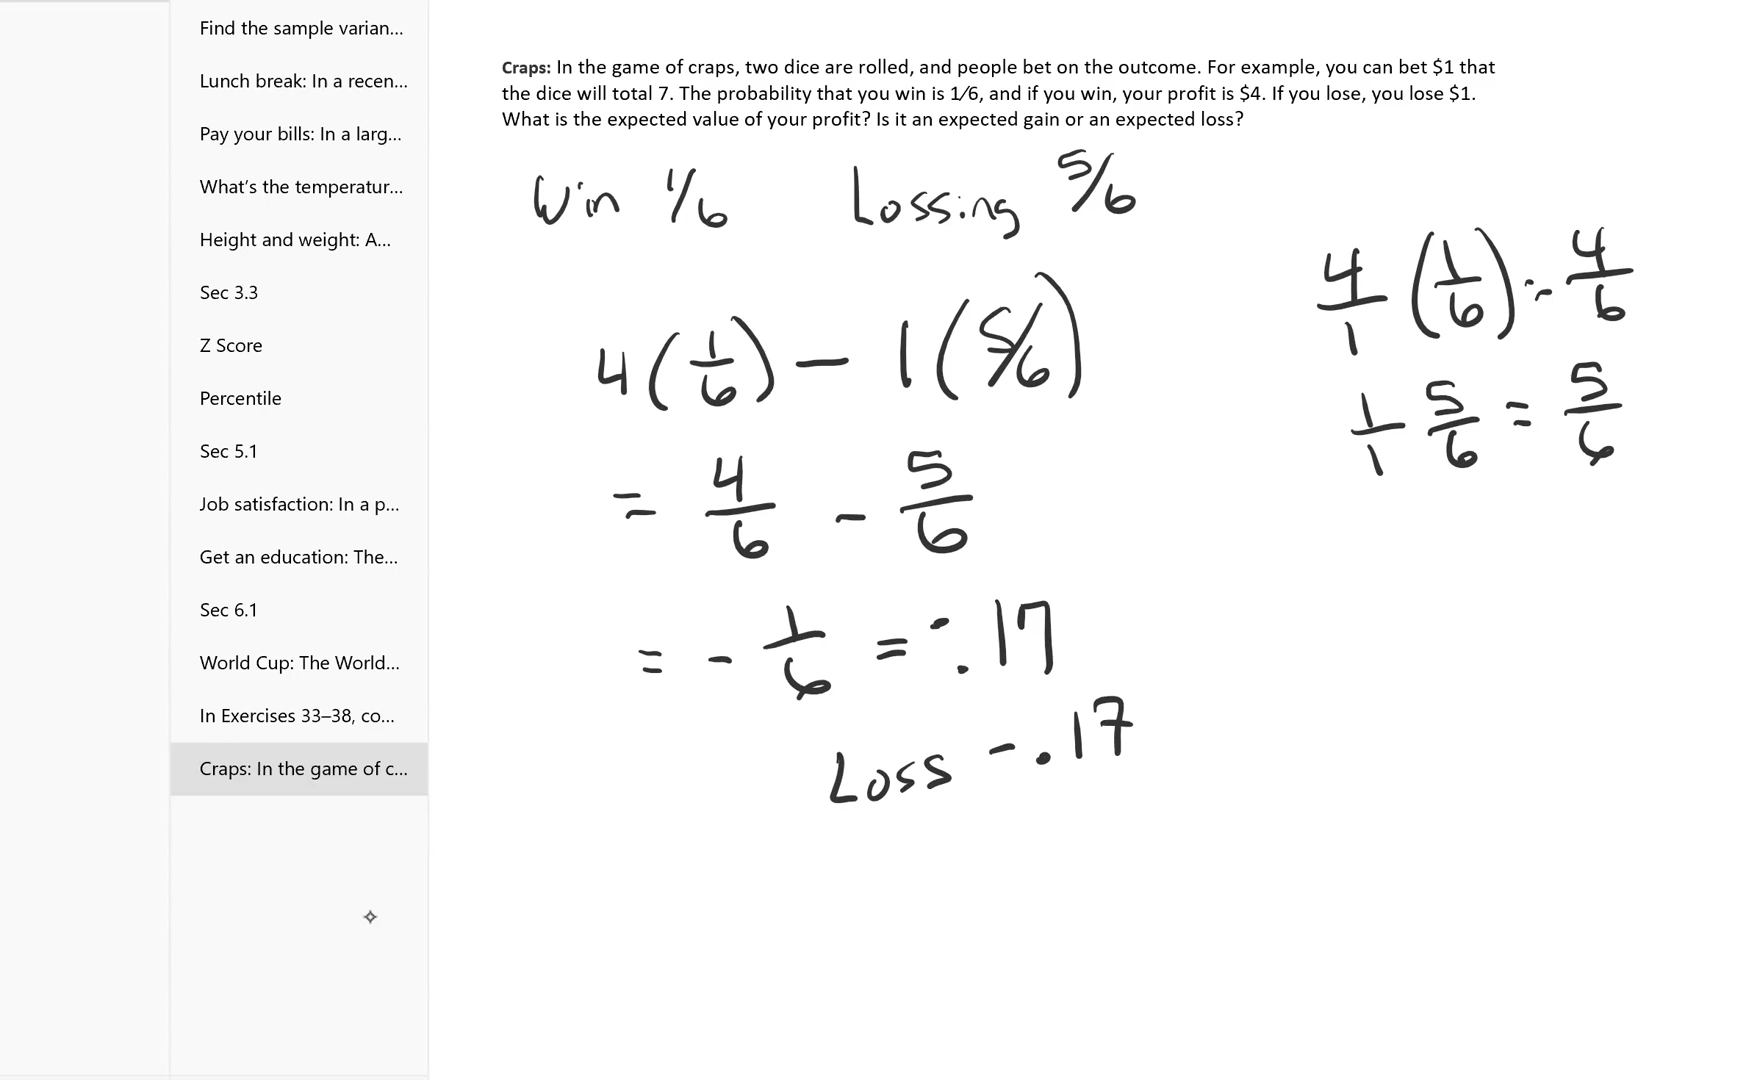 Find the sample varian...
Lunch break: In a recen...
Pay your bills: In a larg...
What's the temperatur...
Height and weight: A...
Sec 3.3
Z Score
Percentile
Sec 5.1
Job satisfaction: In a p...
Get an education: The...
Sec 6.1
World Cup: The World...
In Exercises 33–38, co...
Craps: In the game of c...
Craps: In the game of craps, two dice are rolled, and people bet on the outcome. For example, you can bet $1 that
the dice will total 7. The probability that you win is 1/6, and if you win, your profit is $4. If you lose, you lose $1.
What is the expected value of your profit? Is it an expected gain or an expected loss?
Win 1/6 Lossing 5/6
4(1/6) - 1(5/6)
= 4/6 - 5/6
= - 1/6 = -.17
Loss -.17
4/1 (1/6) = 4/6
1/1 5/6 = 5/6